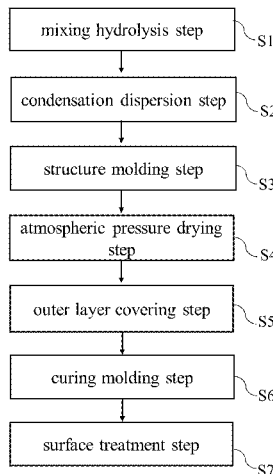 mixing hydrolysis step
S1
condensation dispersion step
S2
structure molding step
S3
atmospheric pressure drying
step
S4
outer layer covering step
S5
curing molding step
S6
surface treatment step
S7